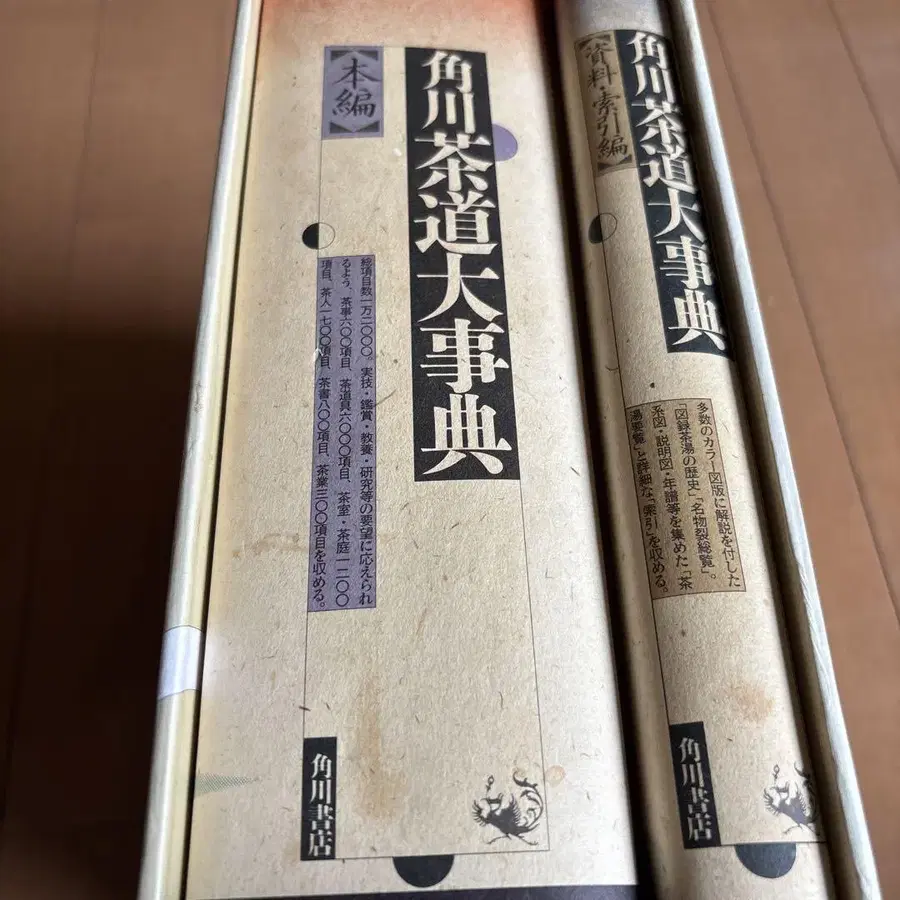 角川茶道大事典
【本編】
総項目数一万二〇〇〇。実技・鑑賞・教養・研究等の要望に応えられ
るよう、茶事六〇〇項目、茶道具六〇〇〇項目、茶室・茶庭一二〇〇
項目、茶人一七〇〇項目、茶書八〇〇項目、茶業三〇〇項目を収める。
角川書店
角川茶道大事典
【資料・索引編】
多数のカラー図版に解説を付した
「図録茶湯の歴史」「名物裂総覧」。
系図・説明図・年譜等を集めた「茶
湯要覧」と詳細な「索引」を収める。
角川書店